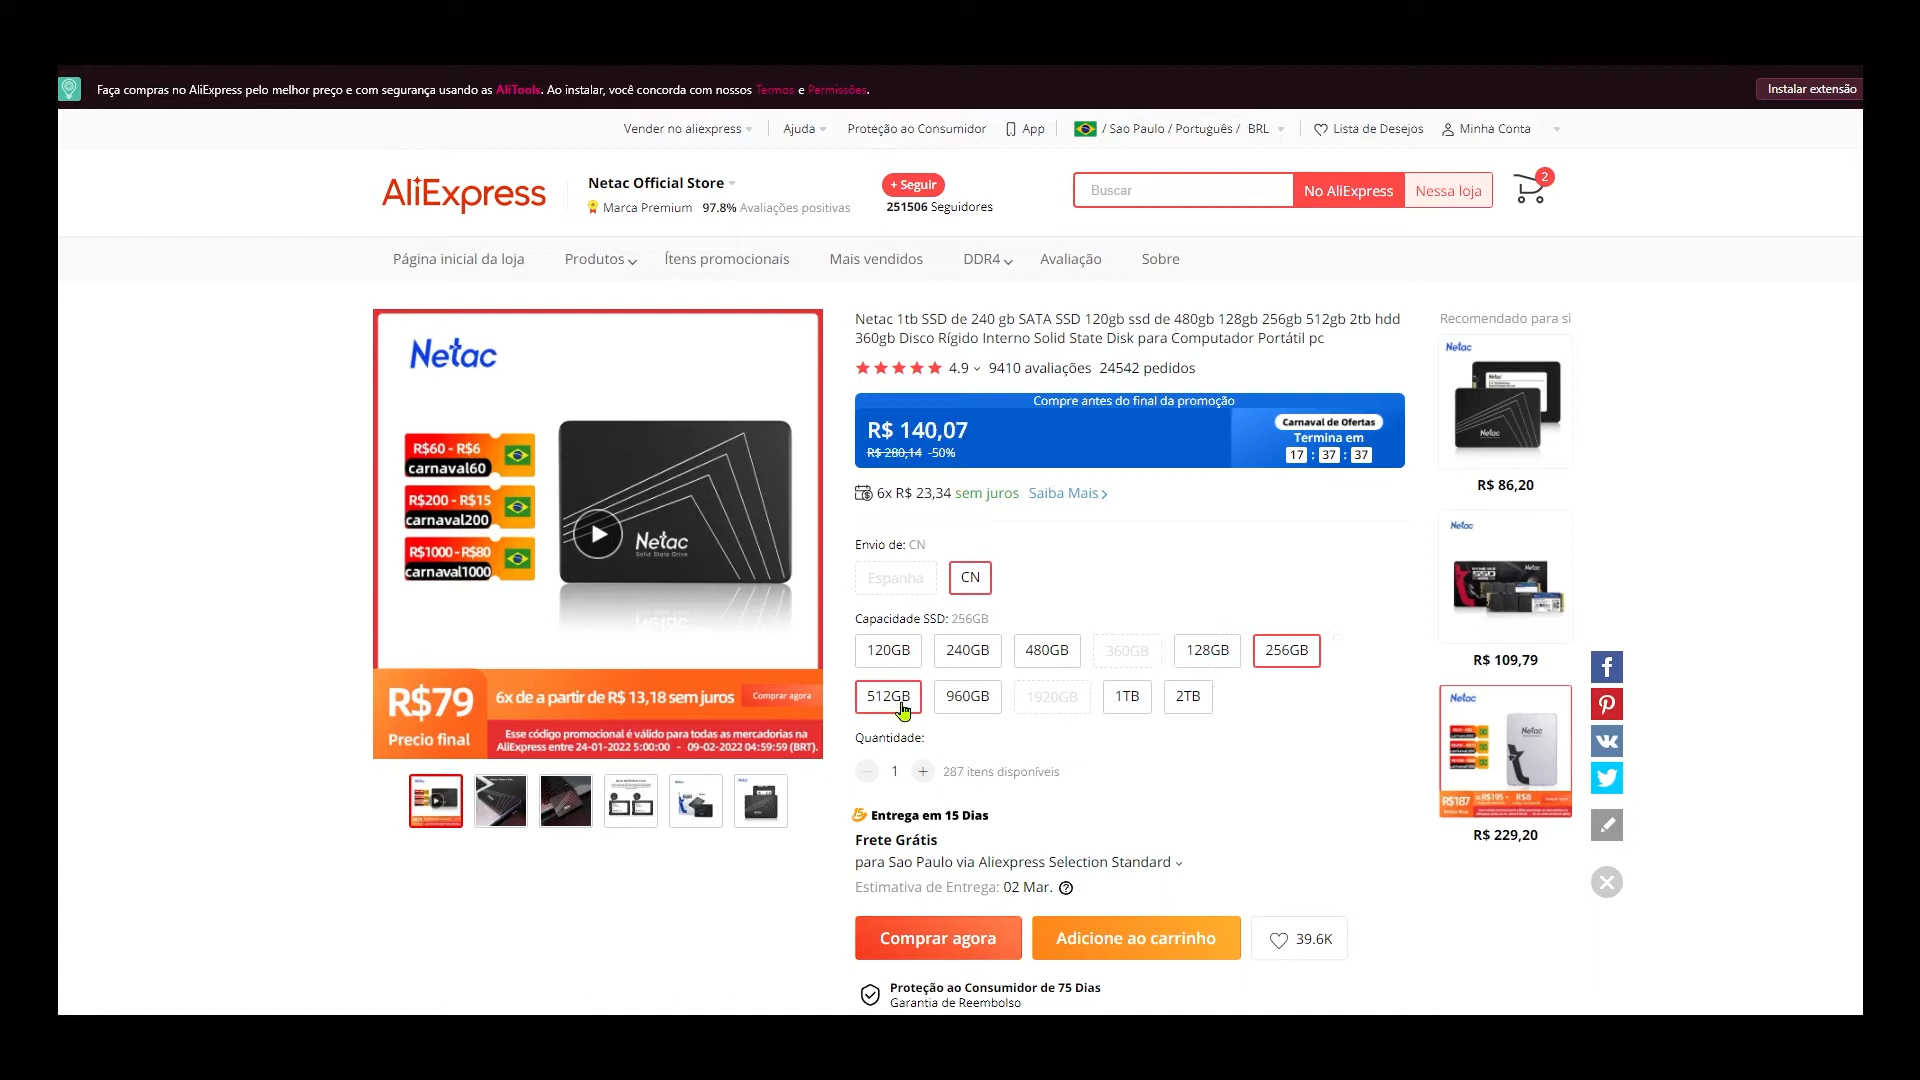 Faça compras no AliExpress pelo melhor preço e com segurança usando as AliTools. Ao instalar, você concorda com nossos Termos e Permissões.
Instalar extensão
Vender no aliexpress
Ajuda
Proteção ao Consumidor
App
/ Sao Paulo / Português / BRL
Lista de Desejos
Minha Conta
AliExpress
Netac Official Store
Marca Premium 97.8% Avaliações positivas
+ Seguir
251506 Seguidores
Buscar
No AliExpress
Nessa loja
2
Página inicial da loja
Produtos
Ítens promocionais
Mais vendidos
DDR4
Avaliação
Sobre
Netac
R$60 - R$6
carnaval60
R$200 - R$15
carnaval200
R$1000 - R$80
carnaval1000
Netac
Solid State Drive
R$79
Precio final
6x de a partir de R$ 13,18 sem juros
Comprar agora
Esse código promocional é válido para todas as mercadorias na
AliExpress entre 24-01-2022 5:00:00 - 09-02-2022 04:59:59 (BRT).
Netac 1tb SSD de 240 gb SATA SSD 120gb ssd de 480gb 128gb 256gb 512gb 2tb hdd
360gb Disco Rígido Interno Solid State Disk para Computador Portátil pc
4.9 9410 avaliações 24542 pedidos
Compre antes do final da promoção
R$ 140,07
R$ 280,14 -50%
Carnaval de Ofertas
Termina em
17 : 37 : 37
6x R$ 23,34 sem juros Saiba Mais
Envio de: CN
Espanha
CN
Capacidade SSD: 256GB
120GB
240GB
480GB
360GB
128GB
256GB
512GB
960GB
1920GB
1TB
2TB
Quantidade:
1
287 itens disponíveis
Entrega em 15 Dias
Frete Grátis
para Sao Paulo via Aliexpress Selection Standard
Estimativa de Entrega: 02 Mar.
Comprar agora
Adicione ao carrinho
39.6K
Proteção ao Consumidor de 75 Dias
Garantia de Reembolso
Recomendado para si
Netac
Netac
R$ 86,20
Netac
SSD
R$ 109,79
Netac
Netac
R$187
R$ 229,20